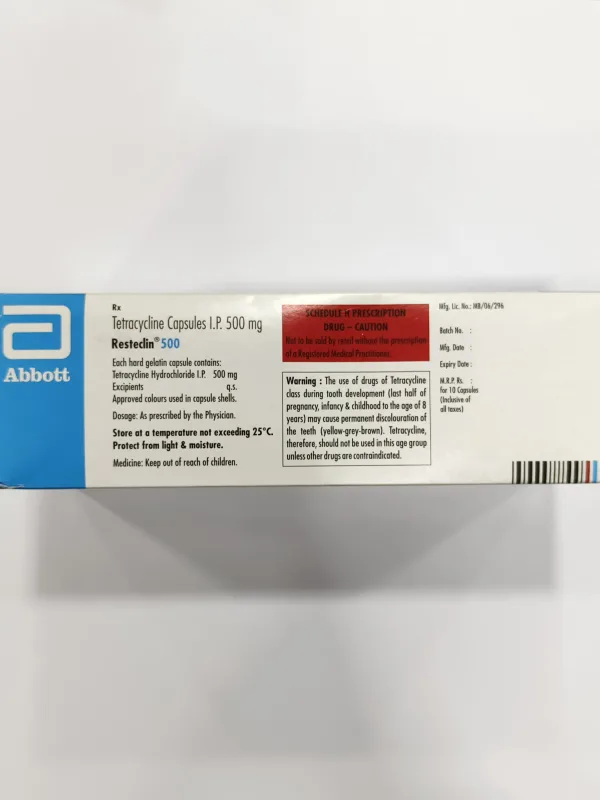 Abbott
Rx
Tetracycline Capsules I.P. 500 mg
Resteclin® 500
Each hard gelatin capsule contains:
Tetracycline Hydrochloride I.P. 500 mg
Excipients q.s.
Approved colours used in capsule shells.
Dosage: As prescribed by the Physician.
Store at a temperature not exceeding 25°C.
Protect from light & moisture.
Medicine: Keep out of reach of children.
SCHEDULE H PRESCRIPTION
DRUG – CAUTION
Not to be sold by retail without the prescription
of a Registered Medical Practitioner.
Warning : The use of drugs of Tetracycline
class during tooth development (last half of
pregnancy, infancy & childhood to the age of 8
years) may cause permanent discolouration of
the teeth (yellow-grey-brown). Tetracycline,
therefore, should not be used in this age group
unless other drugs are contraindicated.
Mfg. Lic. No.: MB/06/296
Batch No. :
Mfg. Date :
Expiry Date :
M.R.P. Rs. :
for 10 Capsules
(Inclusive of
all taxes)